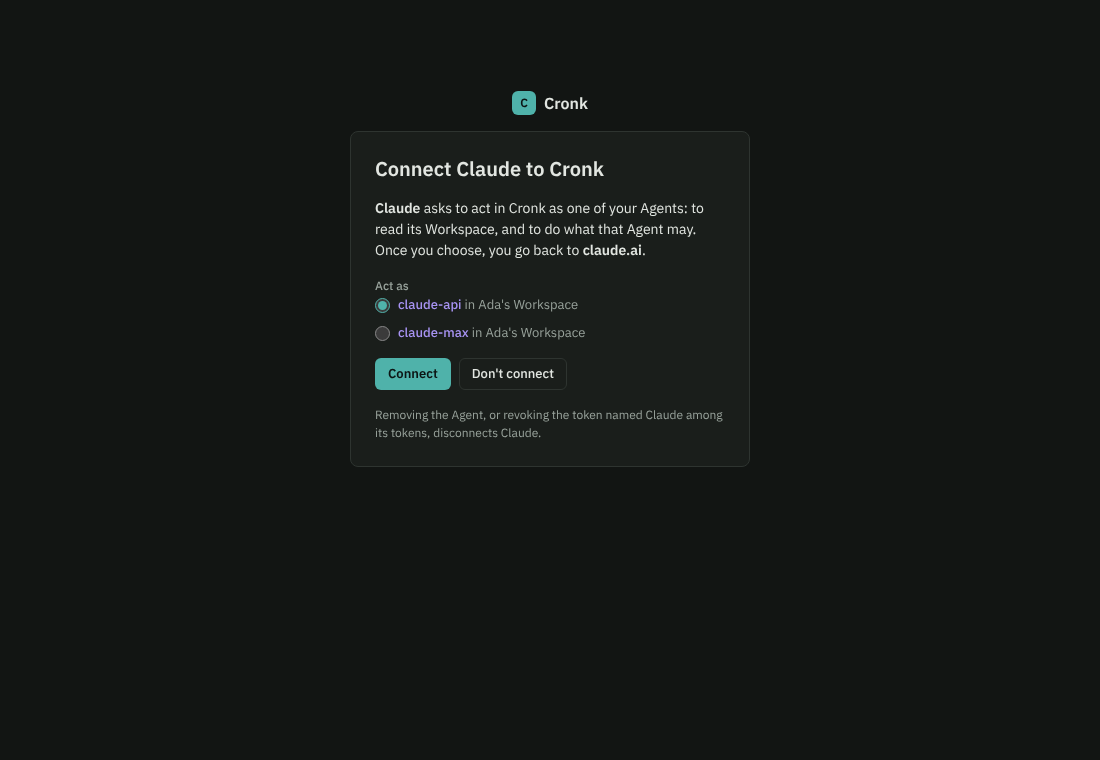 C Cronk
Connect Claude to Cronk
Claude asks to act in Cronk as one of your Agents: to
read its Workspace, and to do what that Agent may.
Once you choose, you go back to claude.ai.
Act as
claude-api in Ada's Workspace
claude-max in Ada's Workspace
Connect Don't connect
Removing the Agent, or revoking the token named Claude among
its tokens, disconnects Claude.